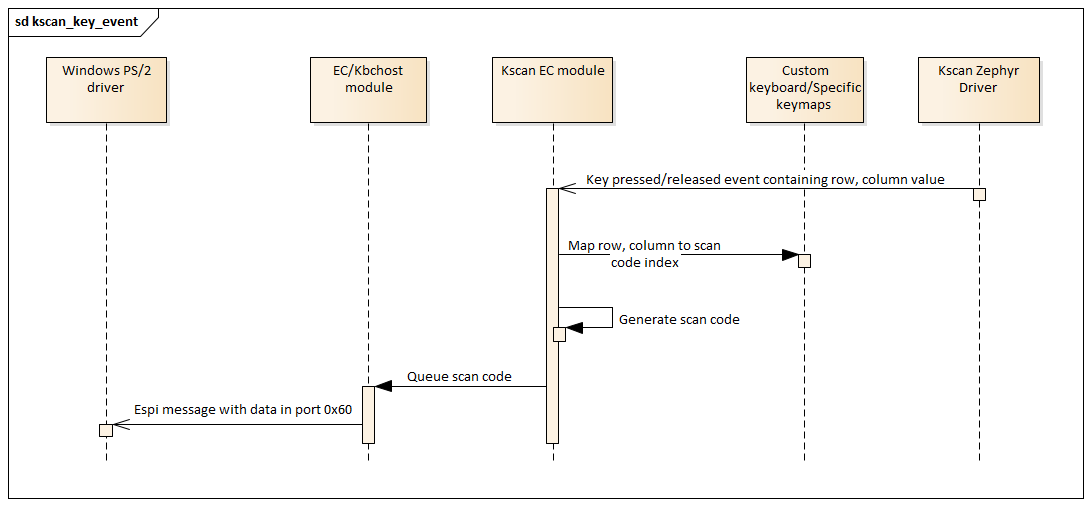 sd kscan_key_event
Windows PS/2
driver
EC/Kbchost
module
Kscan EC module
Custom
keyboard/Specific
keymaps
Kscan Zephyr
Driver
Key pressed/released event containing row, column value
Map row, column to scan
code index
Generate scan code
Queue scan code
Espi message with data in port 0x60